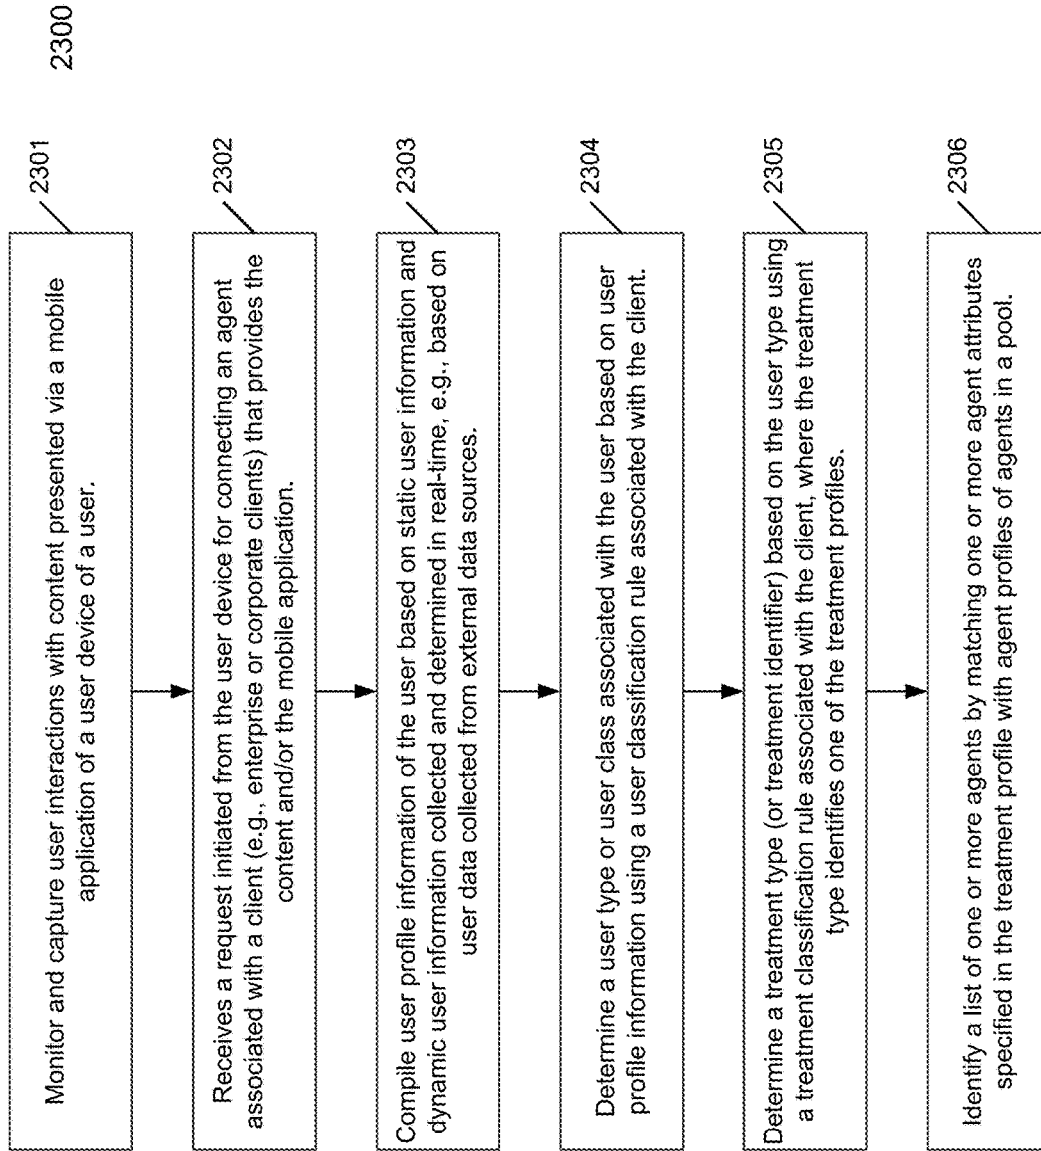 2300
2301
Monitor and capture user interactions with content presented via a mobile
application of a user device of a user.
2302
Receives a request initiated from the user device for connecting an agent
associated with a client (e.g., enterprise or corporate clients) that provides the
content and/or the mobile application.
2303
Compile user profile information of the user based on static user information and
dynamic user information collected and determined in real-time, e.g., based on
user data collected from external data sources.
2304
Determine a user type or user class associated with the user based on user
profile information using a user classification rule associated with the client.
2305
Determine a treatment type (or treatment identifier) based on the user type using
a treatment classification rule associated with the client, where the treatment
type identifies one of the treatment profiles.
2306
Identify a list of one or more agents by matching one or more agent attributes
specified in the treatment profile with agent profiles of agents in a pool.